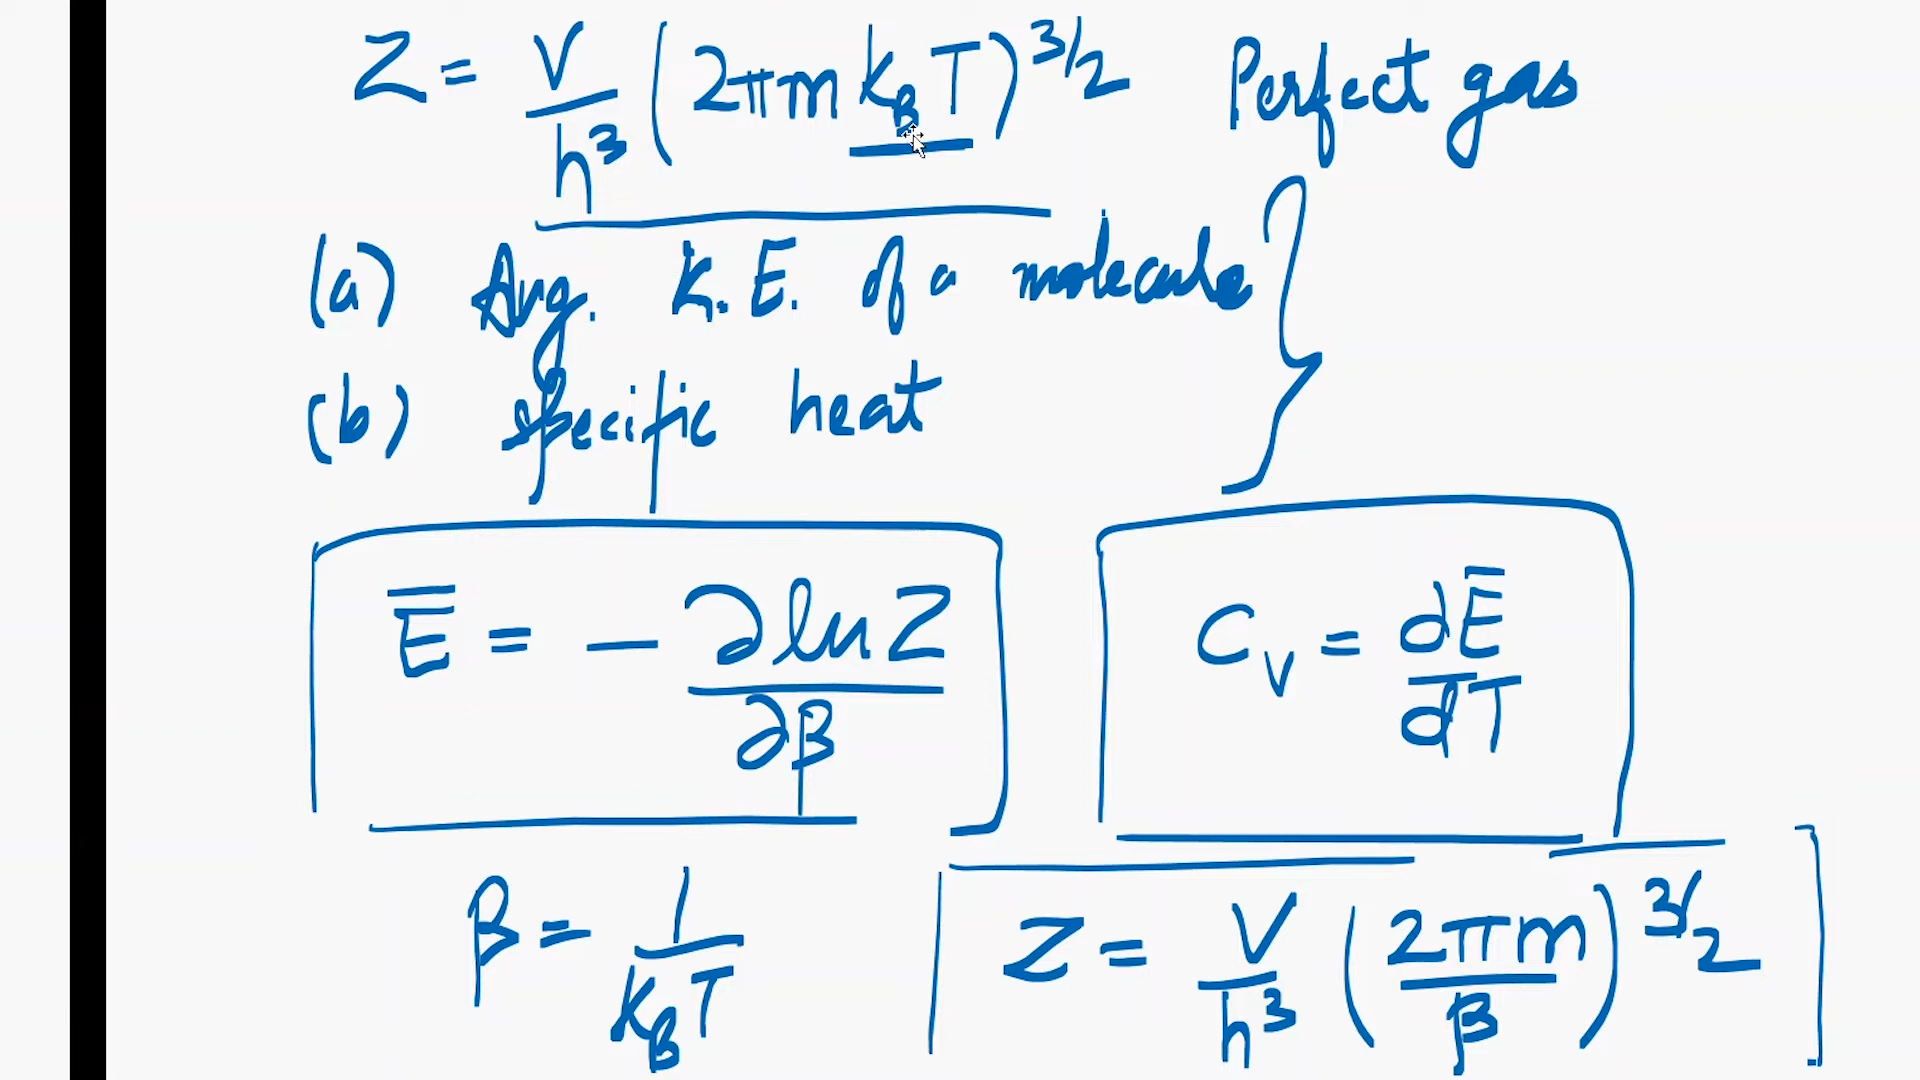 Z = V/h³ (2πm k_B T)^3/2 Perfect gas
(a) Avg. K.E. of a molecule
(b) specific heat
E̅ = − ∂ ln Z / ∂β C_V = dE̅/dT
β = 1/k_B T Z = V/h³ (2πm/β)^3/2